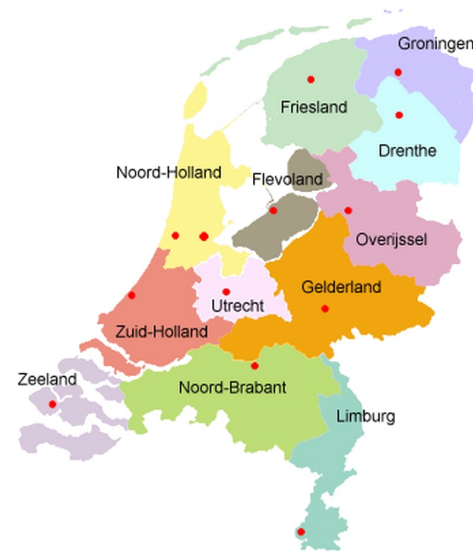 Groningen
Friesland
Drenthe
Noord-Holland
Flevoland
Overijssel
Gelderland
Utrecht
Zuid-Holland
Zeeland
Noord-Brabant
Limburg